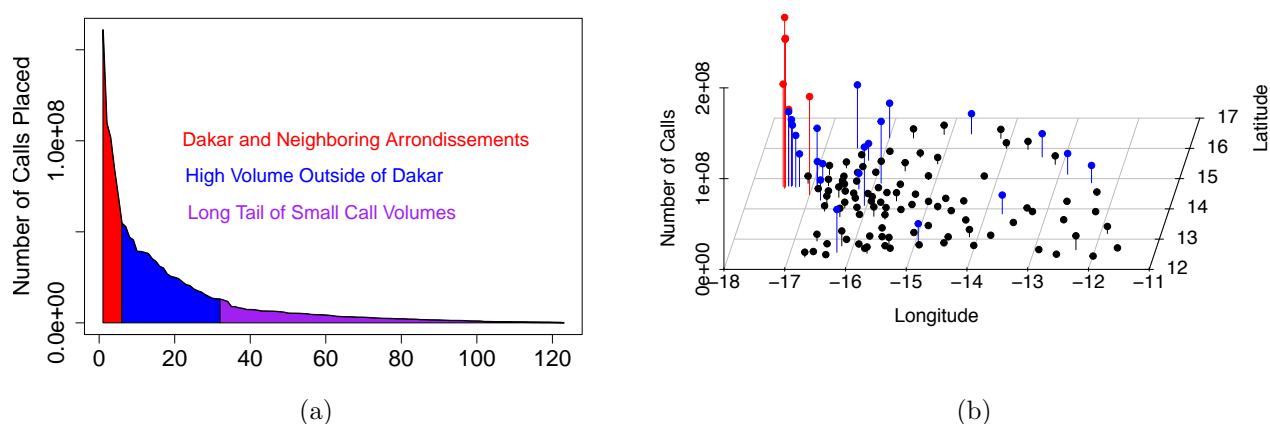 Number of Calls Placed
0.0e+00
1.0e+08
Dakar and Neighboring Arrondissements
High Volume Outside of Dakar
Long Tail of Small Call Volumes
0 20 40 60 80 100 120
(a)
Number of Calls
0e+00
1e+08
2e+08
−18 −17 −16 −15 −14 −13 −12 −11
Longitude
12
13
14
15
16
17
Latitude
(b)